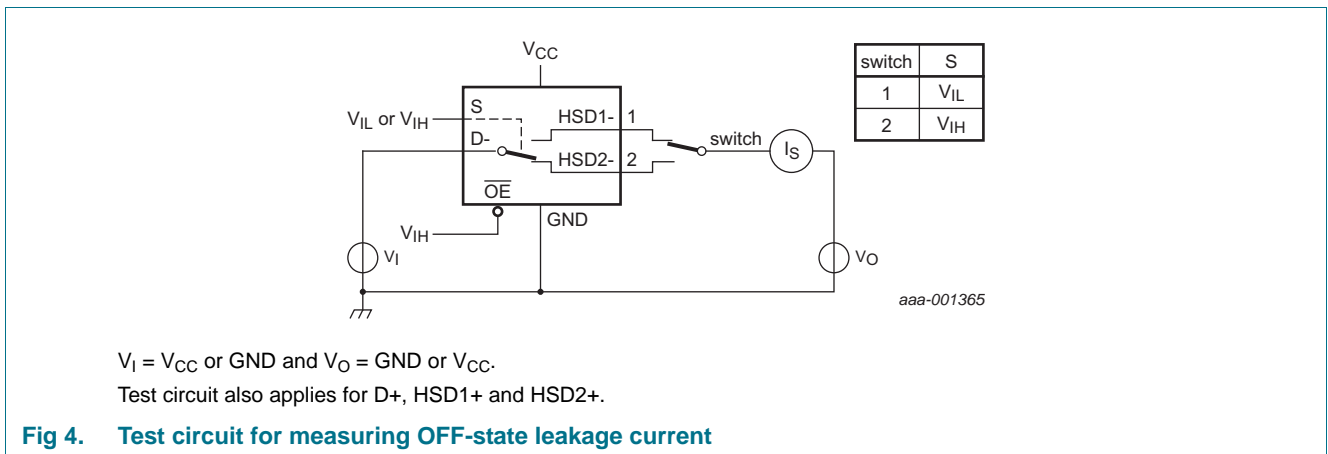 VCC
switch S
1 VIL
2 VIH
VIL or VIH
S
HSD1- 1
D-
switch
IS
HSD2- 2
OE
GND
VIH
VI
VO
aaa-001365
VI = VCC or GND and VO = GND or VCC.
Test circuit also applies for D+, HSD1+ and HSD2+.
Fig 4. Test circuit for measuring OFF-state leakage current